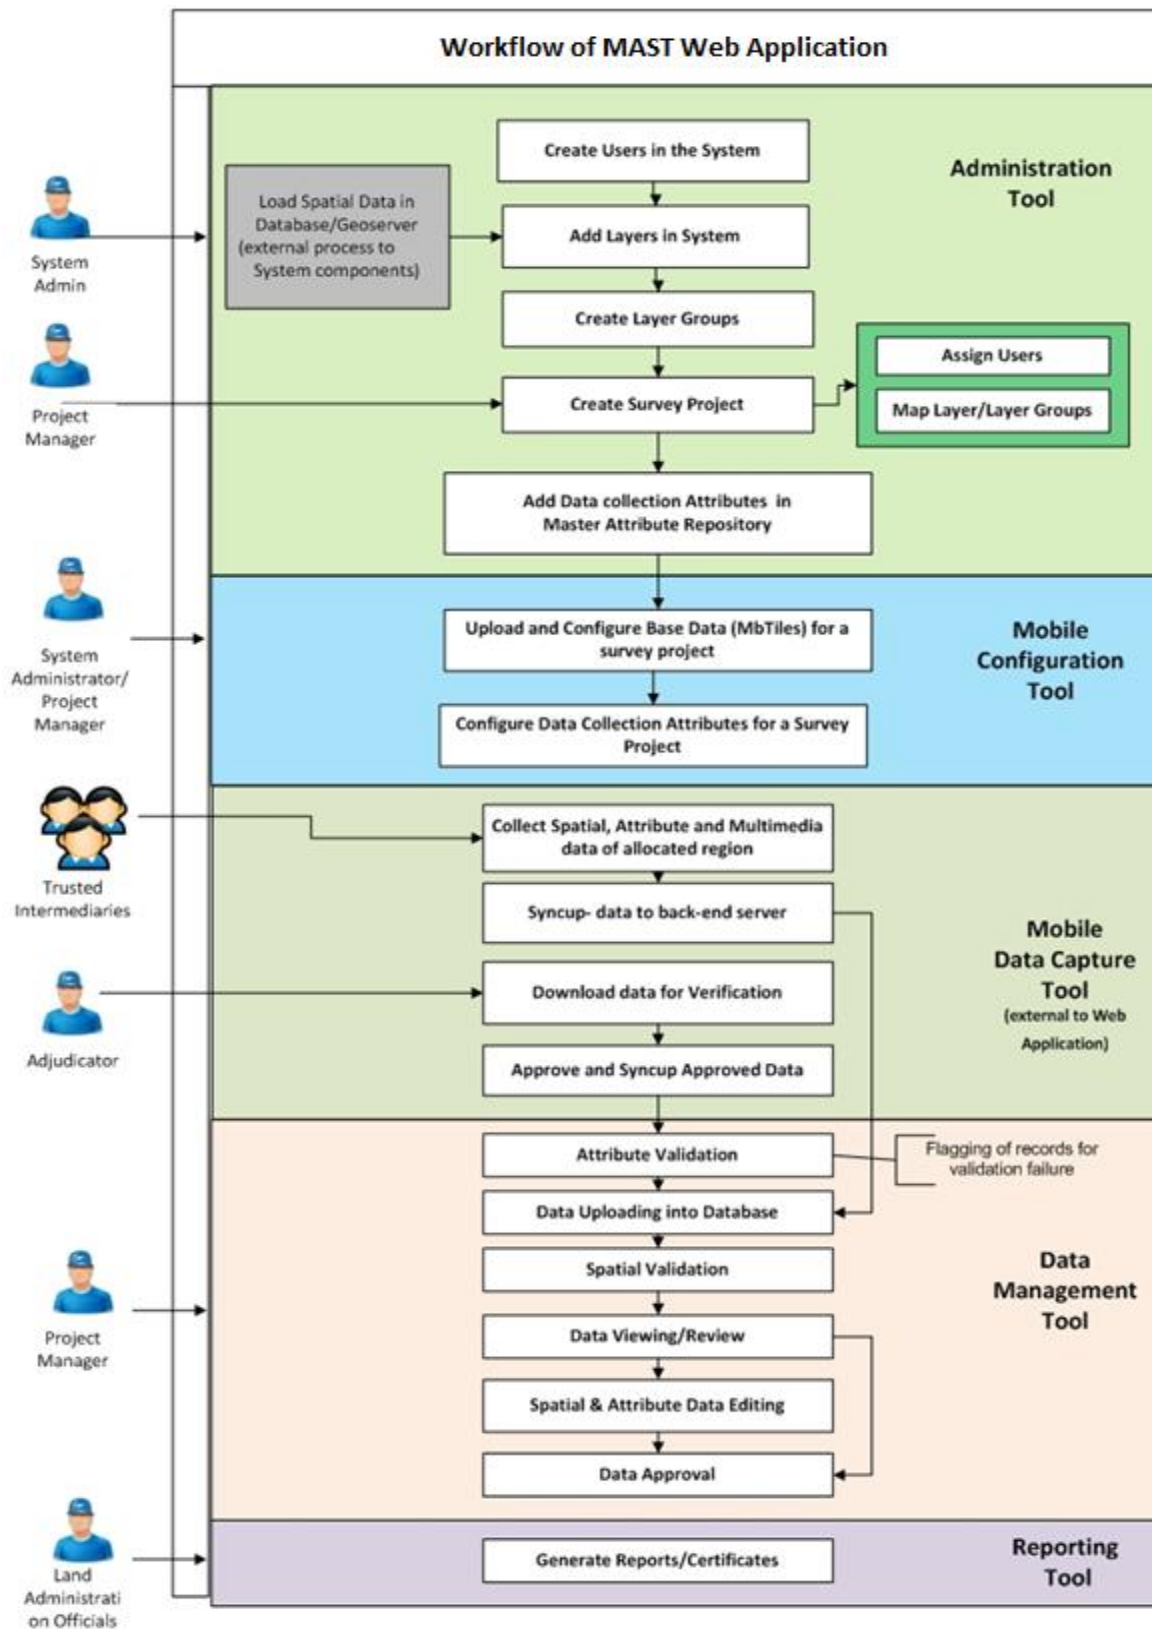 Workflow of MAST Web Application
Create Users in the System
Administration
Tool
Load Spatial Data in
Database/Geoserver
(external process to
System components)
Add Layers in System
System
Admin
Create Layer Groups
Assign Users
Create Survey Project
Map Layer/Layer Groups
Project
Manager
Add Data collection Attributes in
Master Attribute Repository
Upload and Configure Base Data (MbTiles) for a
survey project
Mobile
Configuration
Tool
System
Administrator/
Project
Manager
Configure Data Collection Attributes for a Survey
Project
Collect Spatial, Attribute and Multimedia
data of allocated region
Trusted
Intermediaries
Syncup- data to back-end server
Mobile
Data Capture
Tool
(external to Web
Application)
Download data for Verification
Adjudicator
Approve and Syncup Approved Data
Attribute Validation
Flagging of records for
validation failure
Data Uploading into Database
Spatial Validation
Data
Management
Tool
Data Viewing/Review
Project
Manager
Spatial & Attribute Data Editing
Data Approval
Generate Reports/Certificates
Reporting
Tool
Land
Administrati
on Officials